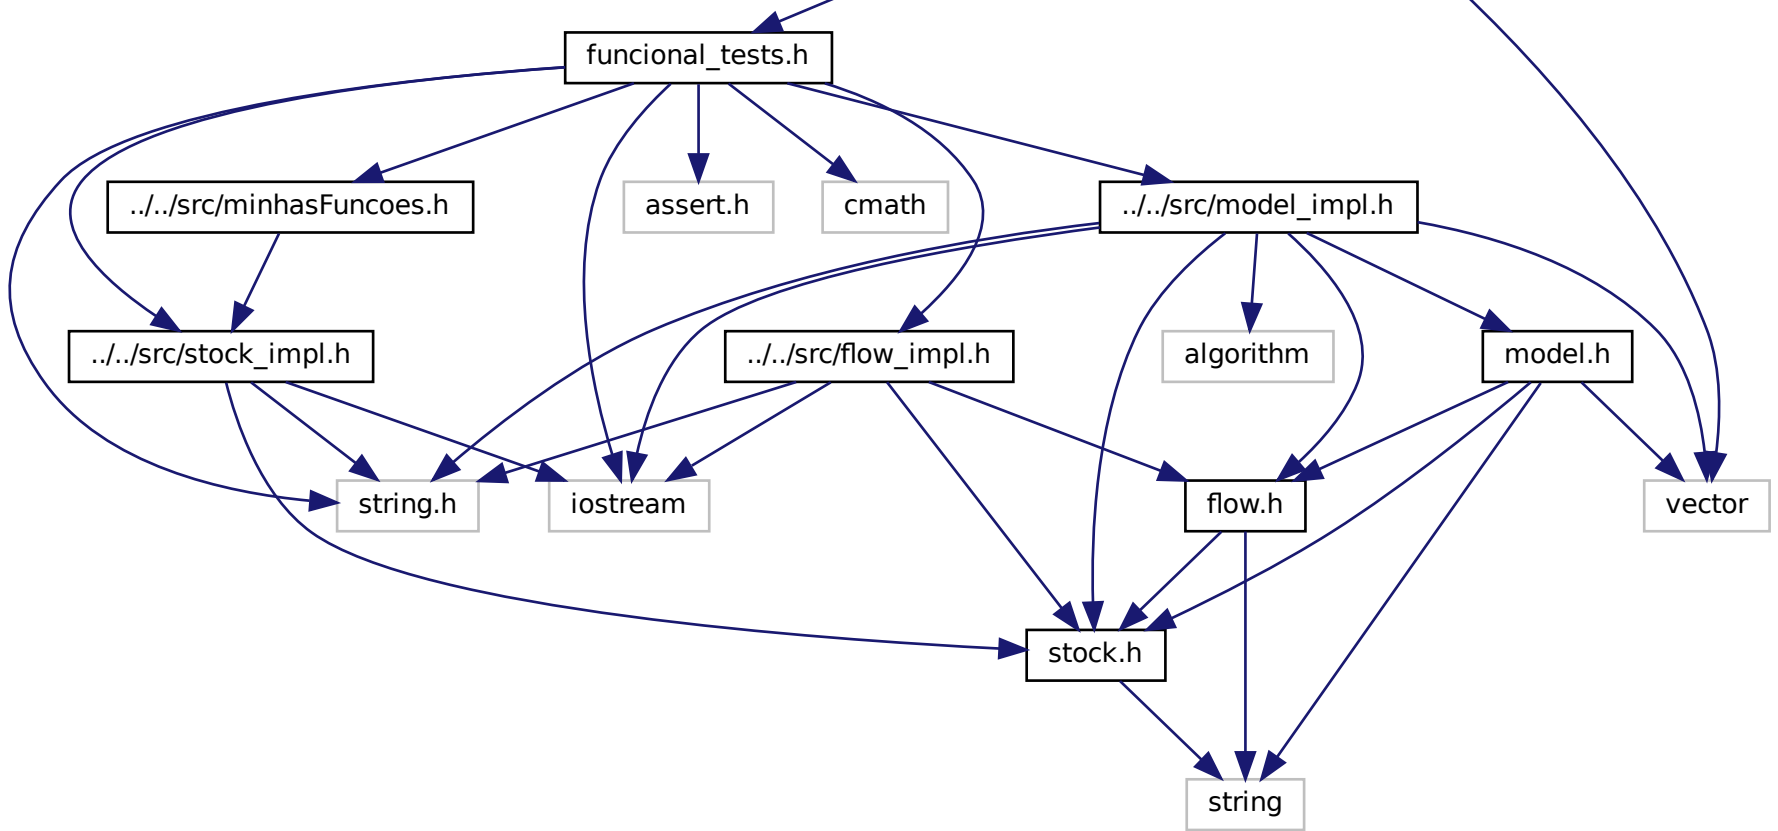 funcional_tests.h
../../src/minhasFuncoes.h
assert.h
cmath
../../src/model_impl.h
../../src/stock_impl.h
../../src/flow_impl.h
algorithm
model.h
string.h
iostream
flow.h
vector
stock.h
string